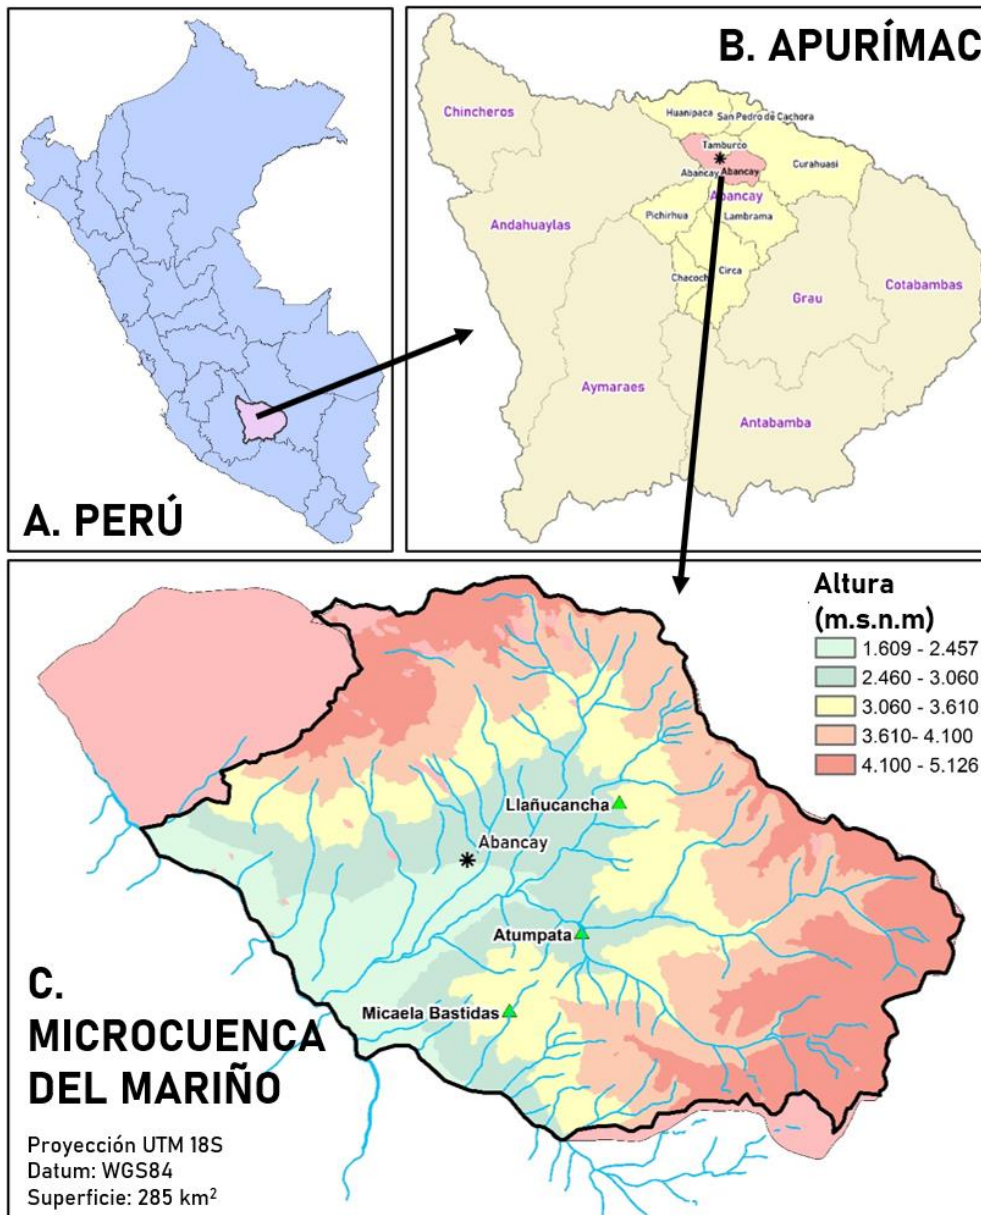 A. PERÚ
B. APURÍMAC
Chincheros
Huanipaca
San Pedro de Cachora
Tamburco
Curahuasi
Abancay
Abancay
Abancay
Pichirhua
Lambrama
Andahuaylas
Circa
Chacoch
Grau
Cotabambas
Aymaraes
Antabamba
Altura
(m.s.n.m)
1.609 - 2.457
2.460 - 3.060
3.060 - 3.610
3.610- 4.100
4.100 - 5.126
Llañucancha
Abancay
Atumpata
Micaela Bastidas
C.
MICROCUENCA
DEL MARIÑO
Proyección UTM 18S
Datum: WGS84
Superficie: 285 km²